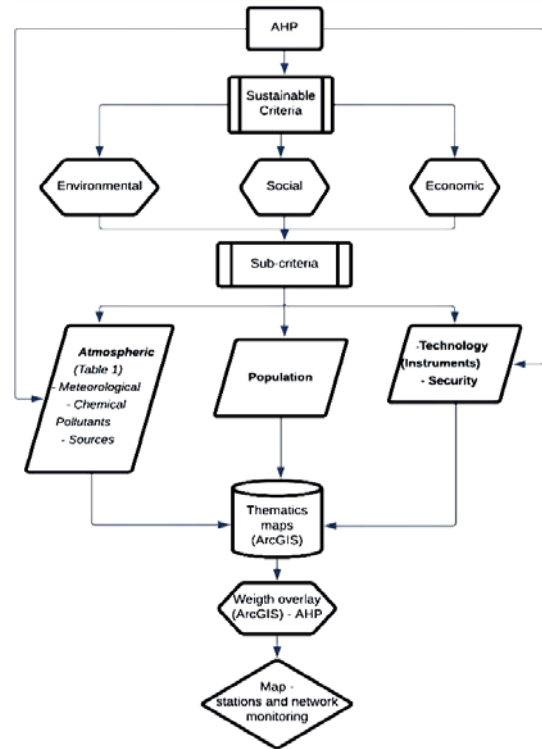 AHP
Sustainable
Criteria
Environmental
Social
Economic
Sub-criteria
Atmospheric
(Table 1)
- Meteorological
- Chemical
Pollutants
- Sources
Population
-Technology
(Instruments)
- Security
Thematics
maps
(ArcGIS)
Weigth overlay
(ArcGIS) - AHP
Map -
stations and network
monitoring